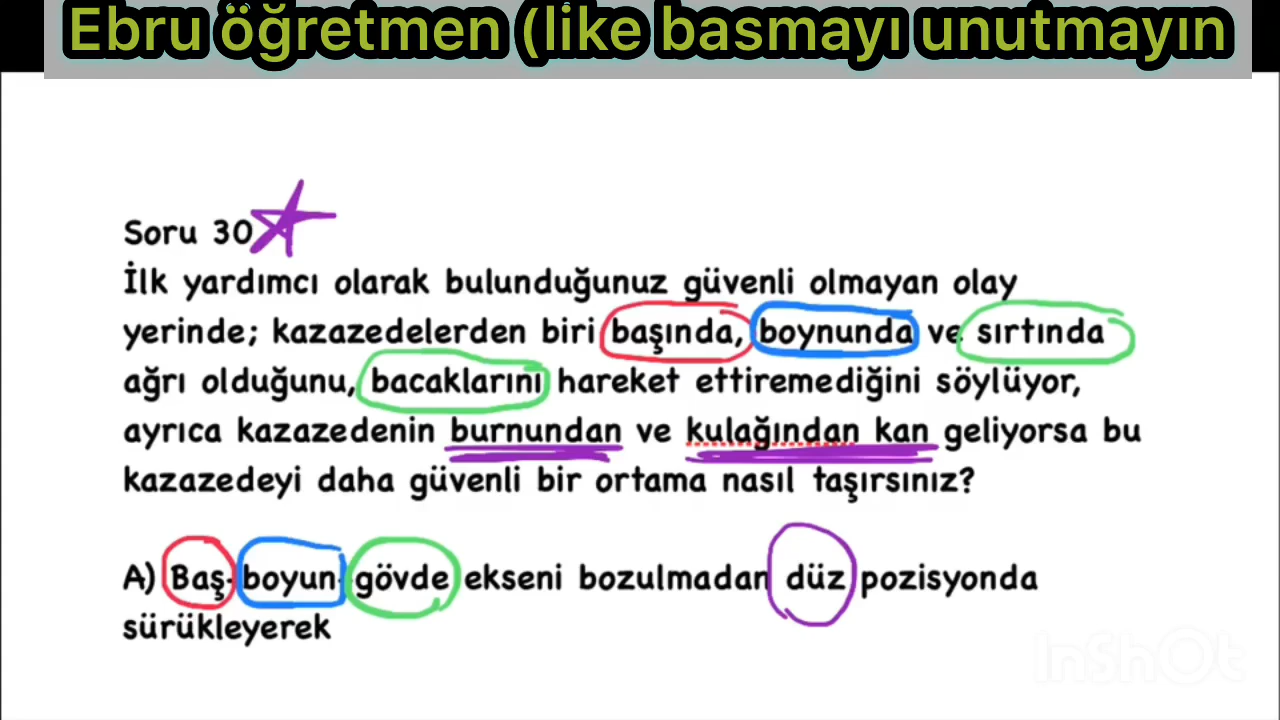 Ebru öğretmen (like basmayı unutmayın
Soru 30
İlk yardımcı olarak bulunduğunuz güvenli olmayan olay
yerinde; kazazedelerden biri başında, boynunda ve sırtında
ağrı olduğunu, bacaklarını hareket ettiremediğini söylüyor,
ayrıca kazazedenin burnundan ve kulağından kan geliyorsa bu
kazazedeyi daha güvenli bir ortama nasıl taşırsınız?
A) Baş-boyun-gövde ekseni bozulmadan düz pozisyonda
sürükleyerek
InShOt